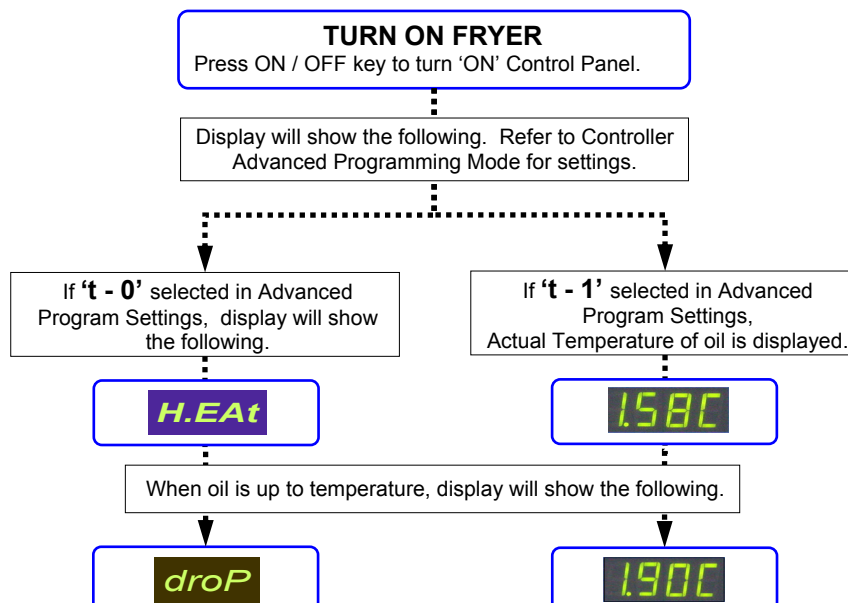 TURN ON FRYER
Press ON / OFF key to turn ‘ON’ Control Panel.
Display will show the following.  Refer to Controller
Advanced Programming Mode for settings.
If ‘t - 0’ selected in Advanced
Program Settings,  display will show
the following.
If ‘t - 1’ selected in Advanced
Program Settings,
Actual Temperature of oil is displayed.
H.EAt
1.58C
When oil is up to temperature, display will show the following.
droP
1.90C